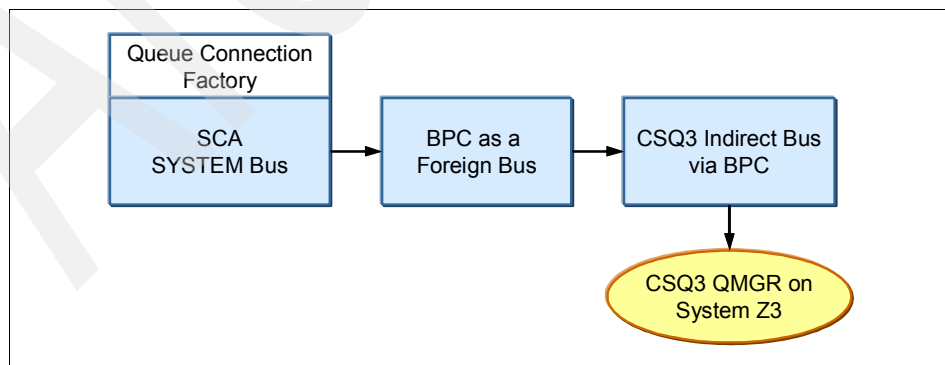 Queue Connection
Factory
SCA
SYSTEM Bus
BPC as a
Foreign Bus
CSQ3 Indirect Bus
via BPC
CSQ3 QMGR on
System Z3